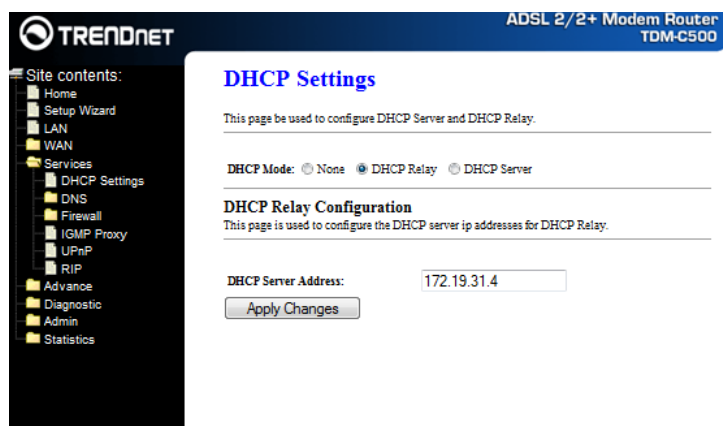 TRENDNET
ADSL 2/2+ Modem Router
TDM-C500
Site contents:
Home
Setup Wizard
LAN
WAN
Services
DHCP Settings
DNS
Firewall
IGMP Proxy
UPnP
RIP
Advance
Diagnostic
Admin
Statistics
DHCP Settings
This page be used to configure DHCP Server and DHCP Relay.
DHCP Mode: None DHCP Relay DHCP Server
DHCP Relay Configuration
This page is used to configure the DHCP server ip addresses for DHCP Relay.
DHCP Server Address: 172.19.31.4
Apply Changes